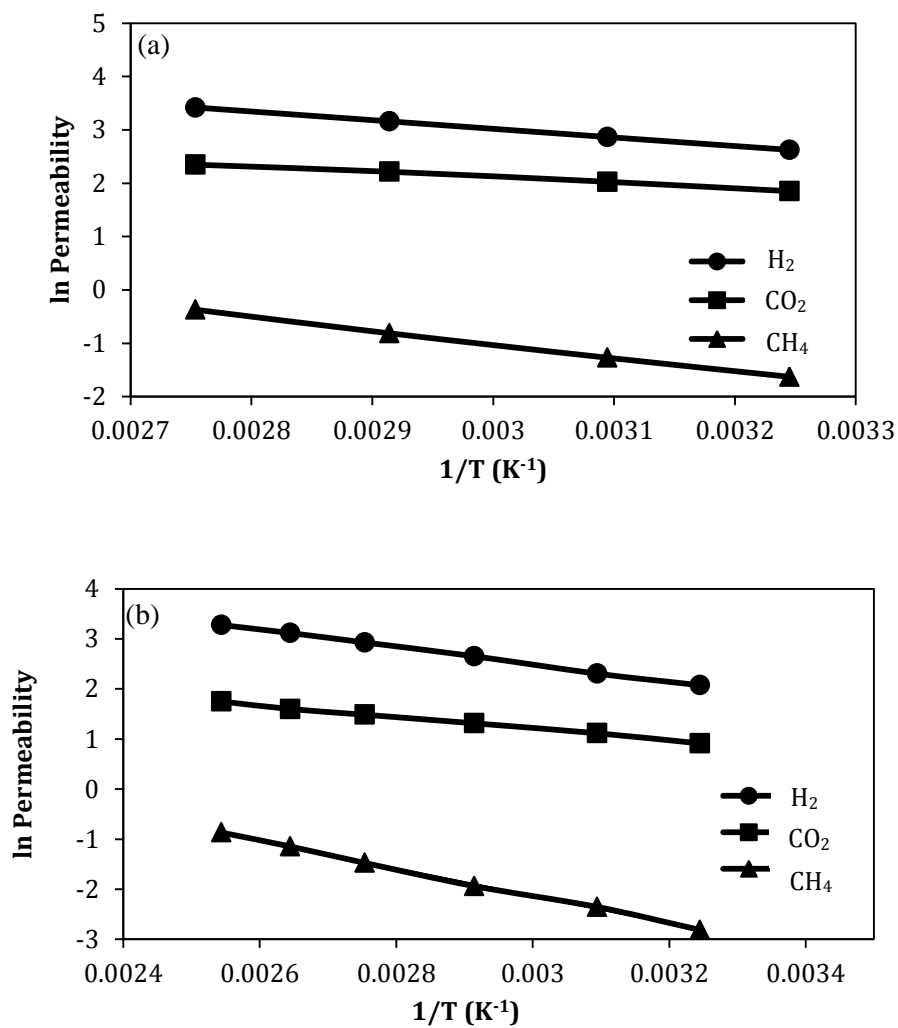 (a)
5
4
3
2
1
0
-1
-2
ln Permeability
H₂
CO₂
CH₄
0.0027 0.0028 0.0029 0.003 0.0031 0.0032 0.0033
1/T (K⁻¹)
(b)
4
3
2
1
0
-1
-2
-3
ln Permeability
H₂
CO₂
CH₄
0.0024 0.0026 0.0028 0.003 0.0032 0.0034
1/T (K⁻¹)